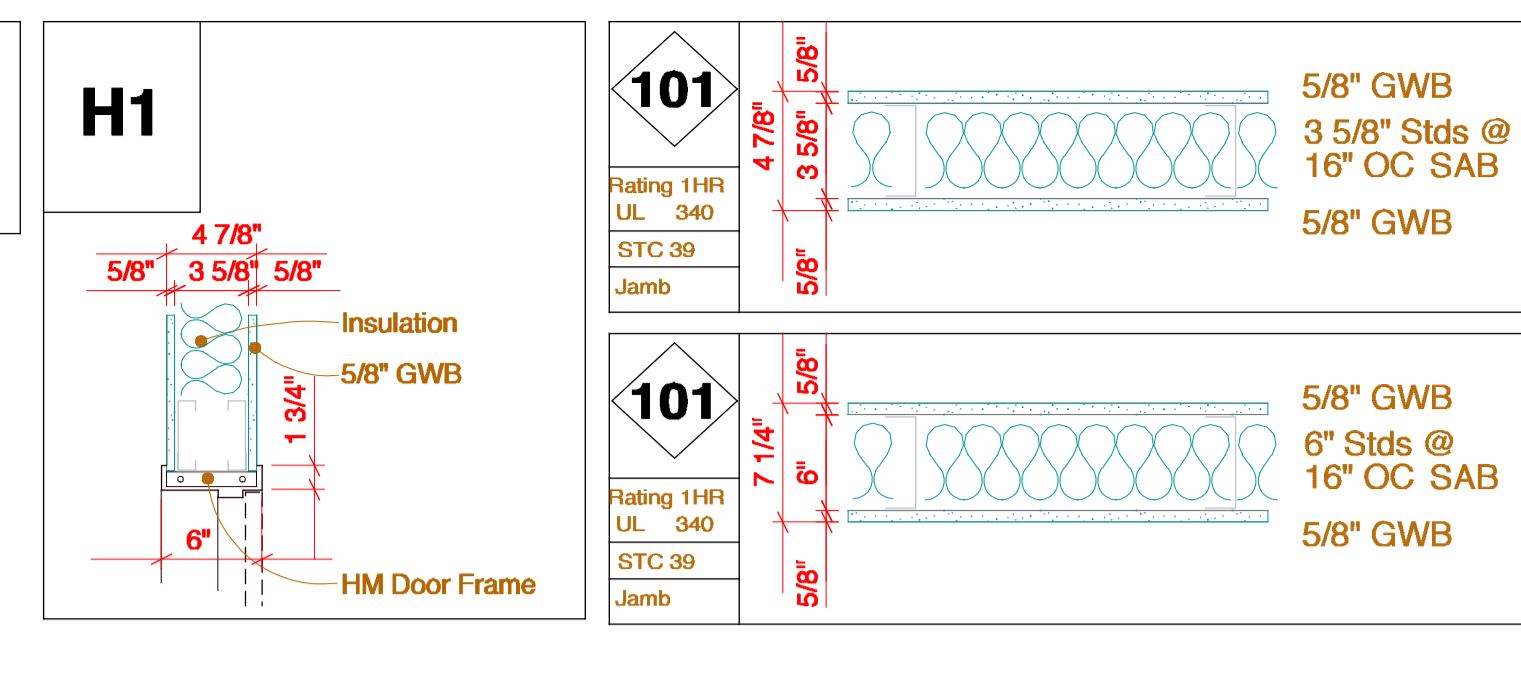 H1
4 7/8"
5/8" 3 5/8" 5/8"
Insulation
5/8" GWB
1 3/4"
6"
HM Door Frame
101
Rating 1HR
UL 340
STC 39
Jamb
5/8"
4 7/8"
3 5/8"
5/8"
5/8" GWB
3 5/8" Stds @
16" OC SAB
5/8" GWB
101
Rating 1HR
UL 340
STC 39
Jamb
5/8"
7 1/4"
6"
5/8"
5/8" GWB
6" Stds @
16" OC SAB
5/8" GWB